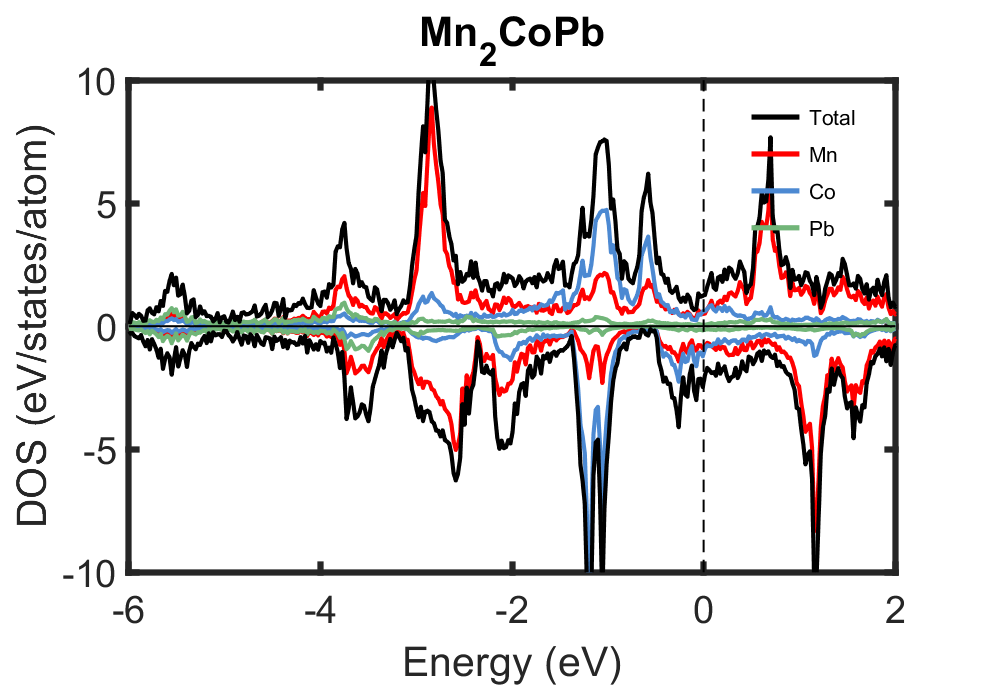 Mn₂CoPb
DOS (eV/states/atom)
10
5
0
-5
-10
Total
Mn
Co
Pb
-6 -4 -2 0 2
Energy (eV)